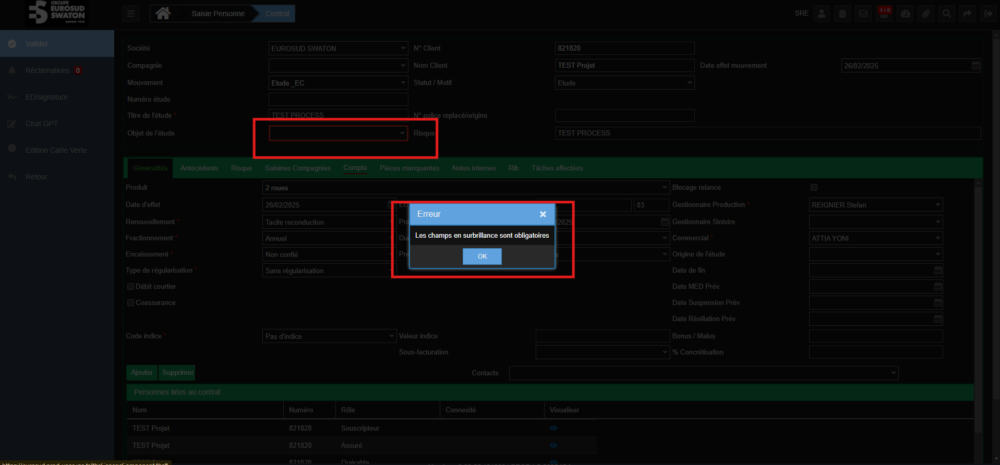 GROUPE
EUROSUD
SWATON
DEPUIS 1910
Saisie Personne
Contrat
SRE
1 / 0
Valider
Réclamations 0
EDIsignature
Chat GPT
Edition Carte Verte
Retour
Société EUROSUD SWATON N° Client 821820
Compagnie Nom Client TEST Projet Date effet mouvement 26/02/2025
Mouvement Etude _EC Statut / Motif Etude
Numéro étude
Titre de l'étude * TEST PROCESS N° police replacé/origine
Objet de l'étude Risque TEST PROCESS
Généralités Antécédents Risque Saisines Compagnies Compta Pièces manquantes Notes internes Rib Tâches affectées
Produit 2 roues Blocage relance
Date d'effet 26/02/2025 03 Gestionnaire Production * REIGNIER Stefan
Renouvellement * Tacite reconduction /2025 Gestionnaire Sinistre
Fractionnement * Annuel Commercial * ATTIA YONI
Encaissement * Non confié Origine de l'étude
Type de régularisation * Sans régularisation Date de fin
Erreur
Les champs en surbrillance sont obligatoires
OK
Débit courtier Date MED Prév.
Coassurance Date Suspension Prév.
Date Résiliation Prév.
Code indice * Pas d'indice Valeur indice Bonus / Malus
Sous-facturation % Concrétisation
Ajouter Supprimer Contacts
Personnes liées au contrat
Nom Numéro Rôle Connexité Visualiser
TEST Projet 821820 Souscripteur
TEST Projet 821820 Assuré
821820 Quérable